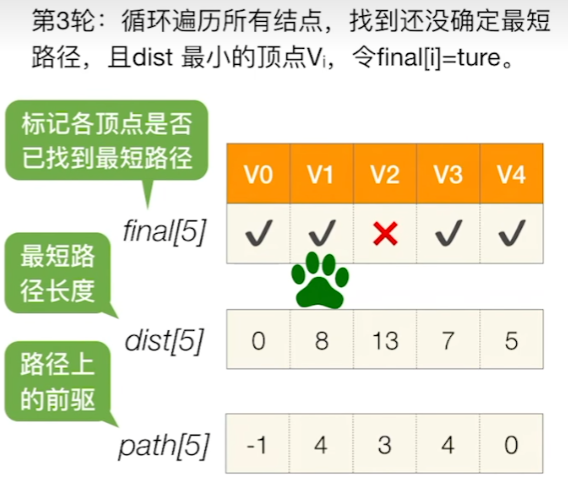 第3轮：循环遍历所有结点，找到还没确定最短
路径，且dist 最小的顶点Vi，令final[i]=ture。
标记各顶点是否
已找到最短路径
V0 V1 V2 V3 V4
final[5] ✓ ✓ ✕ ✓ ✓
最短路
径长度
dist[5] 0 8 13 7 5
路径上
的前驱
path[5] -1 4 3 4 0